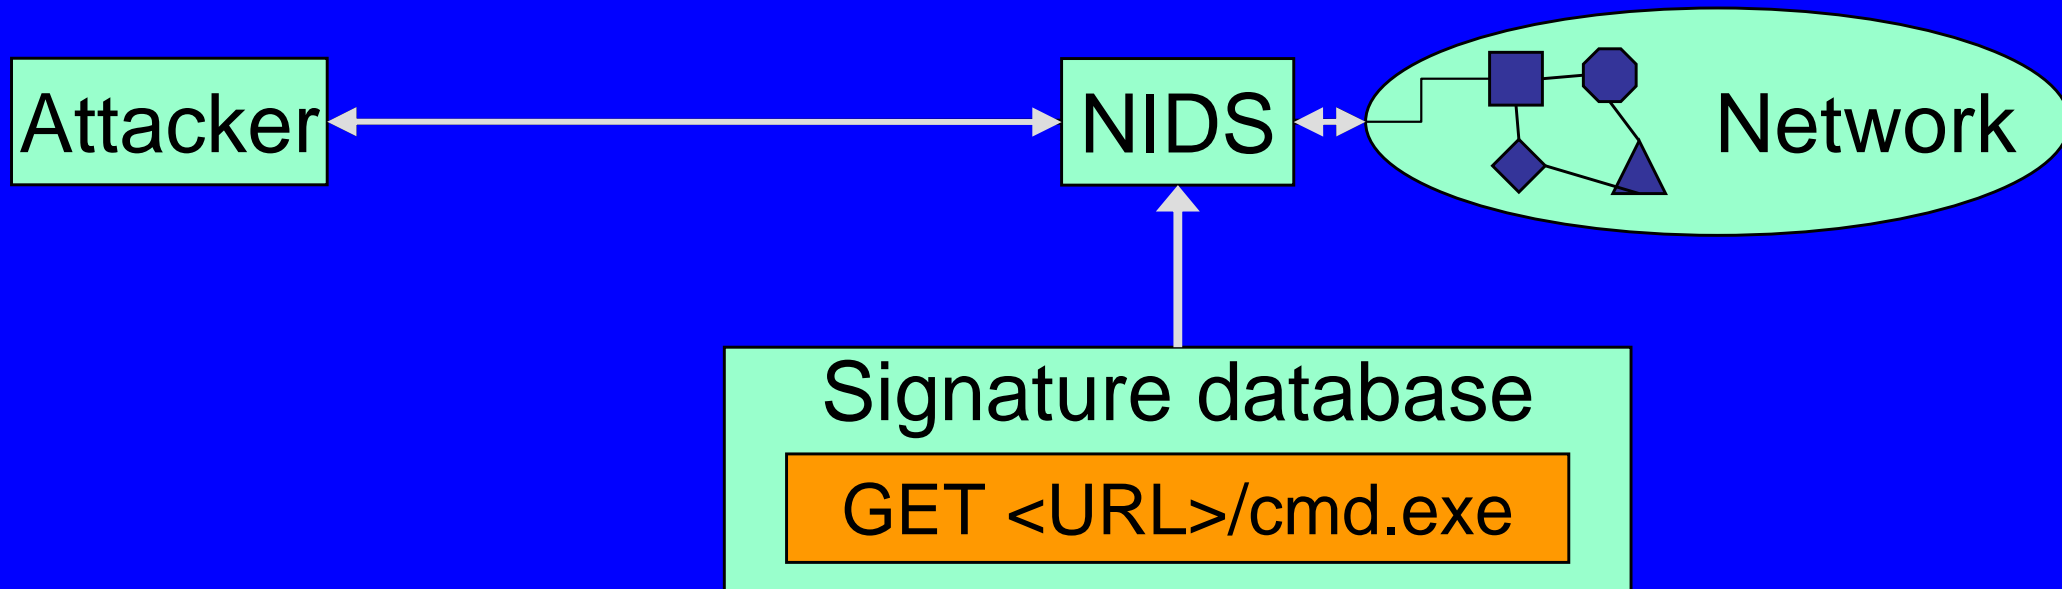 Attacker
NIDS
Network
Signature database
GET <URL>/cmd.exe